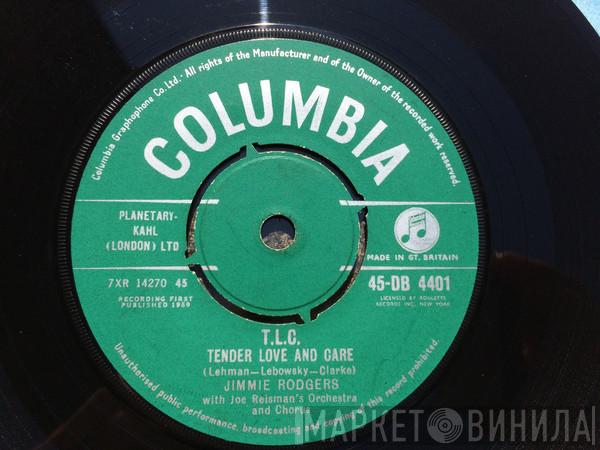 Columbia Graphophone Co. Ltd.· All rights of the Manufacturer and of the Owner of the recorded work reserved.
COLUMBIA
PLANETARY-
KAHL
(LONDON) LTD
MADE IN GT. BRITAIN
7XR 14270 45
45-DB 4401
RECORDING FIRST
PUBLISHED 1959
LICENSED BY ROULETTE
RECORDS INC., NEW YORK
T.L.C.
TENDER LOVE AND CARE
(Lehman—Lebowsky—Clarke)
JIMMIE RODGERS
with Joe Reisman's Orchestra
and Chorus
Unauthorised public performance, broadcasting and copying of this record prohibited.
МАРКЕТ ВИНИЛА